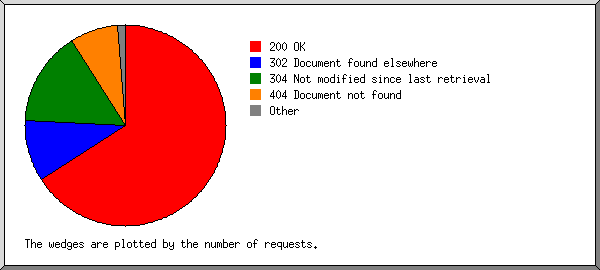 200 OK
302 Document found elsewhere
304 Not modified since last retrieval
404 Document not found
Other
The wedges are plotted by the number of requests.